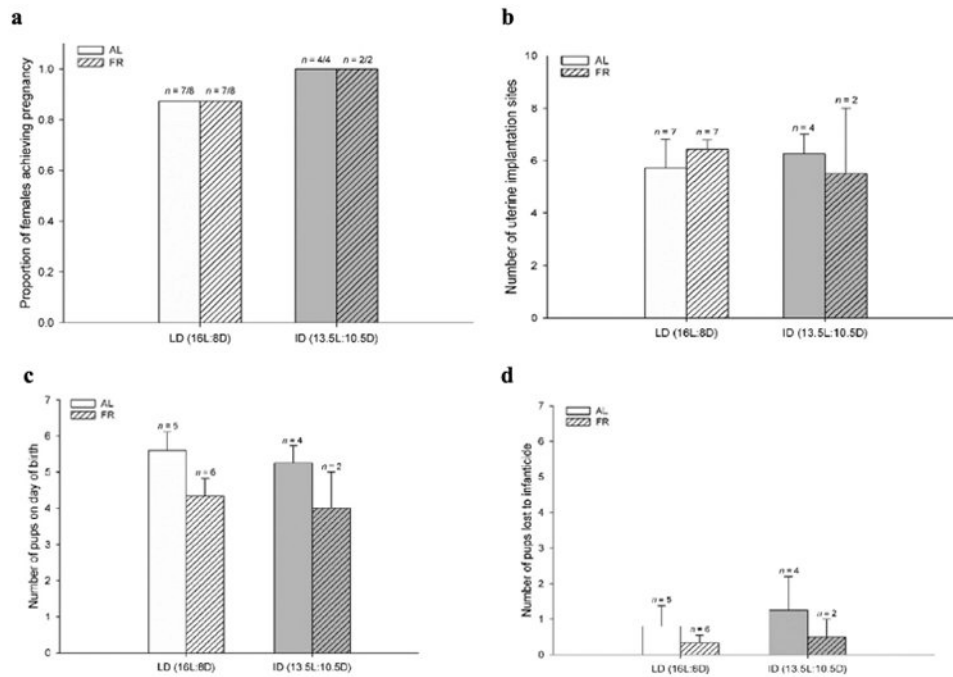 a
AL
FR
n = 7/8 n = 7/8
n = 4/4 n = 2/2
Proportion of females achieving pregnancy
1.0
0.8
0.6
0.4
0.2
0.0
LD (16L:8D)
ID (13.5L:10.5D)
b
AL
FR
n = 7
n = 7
n = 4
n = 2
Number of uterine implantation sites
10
8
6
4
2
0
LD (16L:8D)
ID (13.5L:10.5D)
c
AL
FR
n = 5
n = 6
n = 4
n = 2
Number of pups on day of birth
7
6
5
4
3
2
1
0
LD (16L:8D)
ID (13.5L:10.5D)
d
AL
FR
n = 5
n = 6
n = 4
n = 2
Number of pups lost to infanticide
7
6
5
4
3
2
1
0
LD (16L:8D)
ID (13.5L:10.5D)